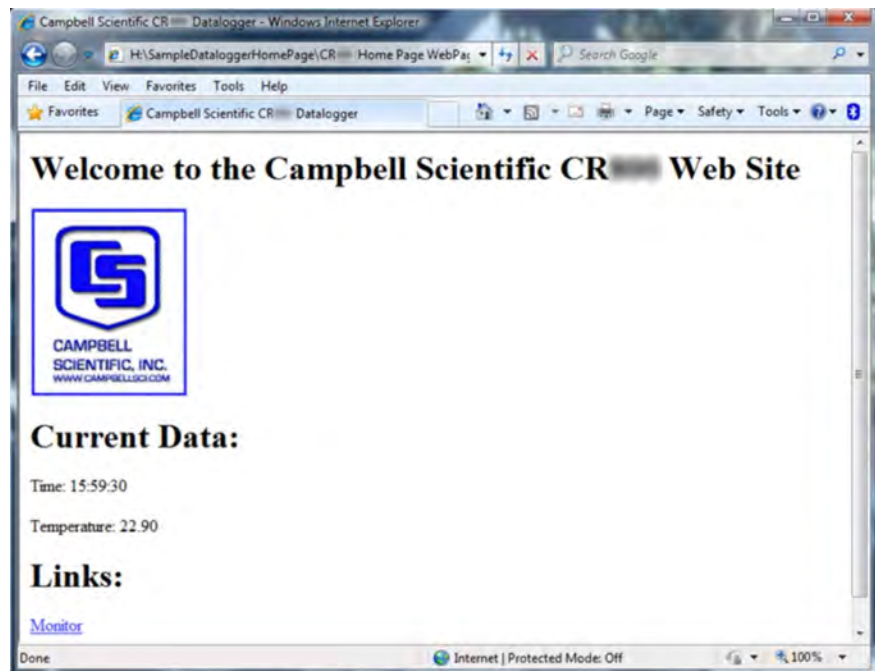 Campbell Scientific CR Datalogger - Windows Internet Explorer
H:\SampleDataloggerHomePage\CR Home Page WebPag
Search Google
File Edit View Favorites Tools Help
Favorites Campbell Scientific CR Datalogger Page Safety Tools
Welcome to the Campbell Scientific CR Web Site
CS
CAMPBELL
SCIENTIFIC, INC.
WWW.CAMPBELLSCI.COM
Current Data:
Time: 15:59:30
Temperature: 22.90
Links:
Monitor
Done Internet | Protected Mode: Off 100%